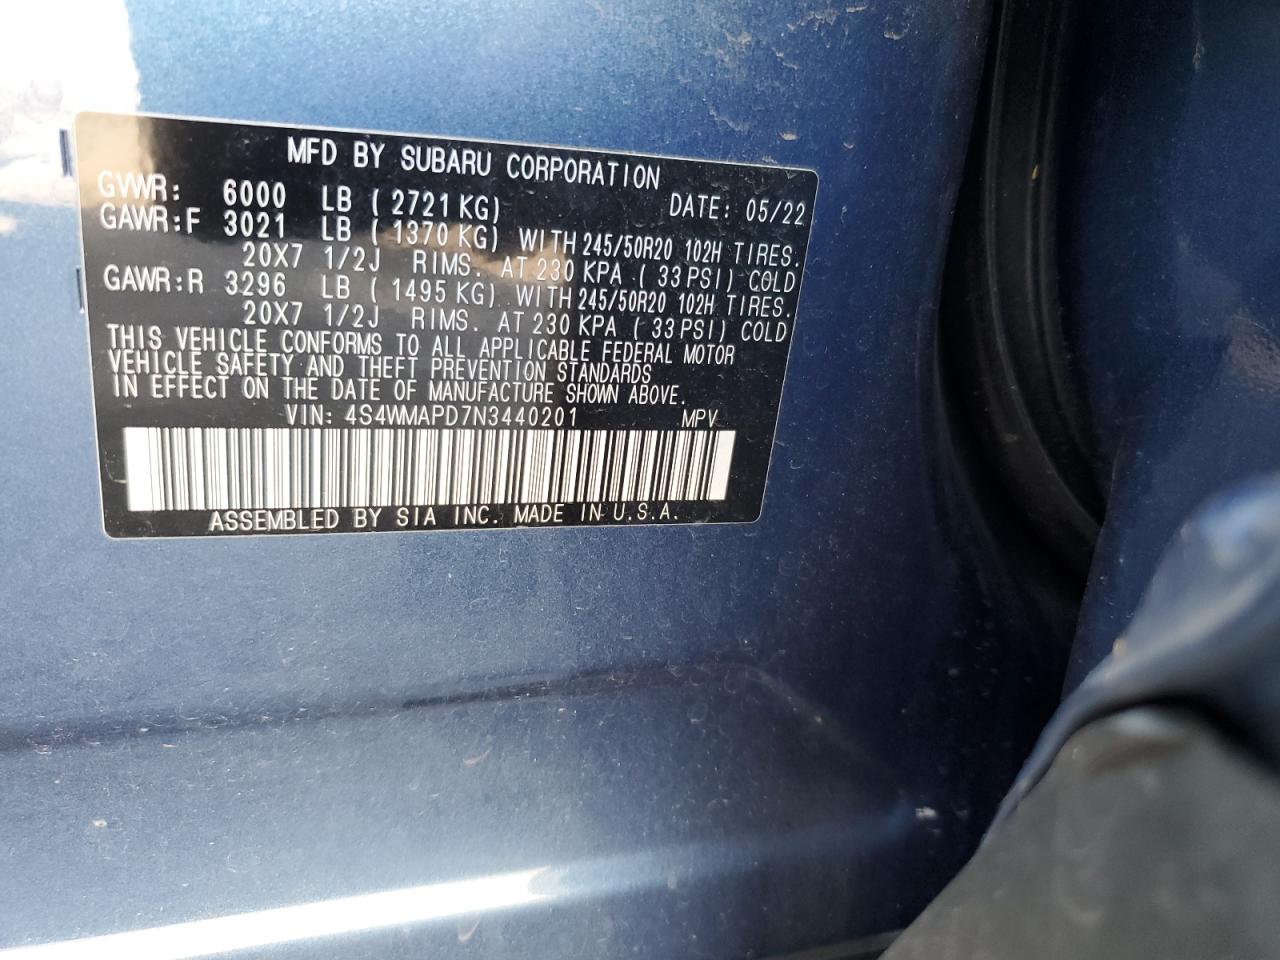 MFD BY SUBARU CORPORATION
GVWR: 6000 LB ( 2721 KG) DATE: 05/22
GAWR:F 3021 LB ( 1370 KG) WITH 245/50R20 102H TIRES.
20X7 1/2J RIMS. AT 230 KPA ( 33 PSI) COLD
GAWR:R 3296 LB ( 1495 KG) WITH 245/50R20 102H TIRES.
20X7 1/2J RIMS. AT 230 KPA ( 33 PSI) COLD
THIS VEHICLE CONFORMS TO ALL APPLICABLE FEDERAL MOTOR
VEHICLE SAFETY AND THEFT PREVENTION STANDARDS
IN EFFECT ON THE DATE OF MANUFACTURE SHOWN ABOVE.
VIN: 4S4WMAPD7N3440201 MPV
ASSEMBLED BY SIA INC. MADE IN U.S.A.